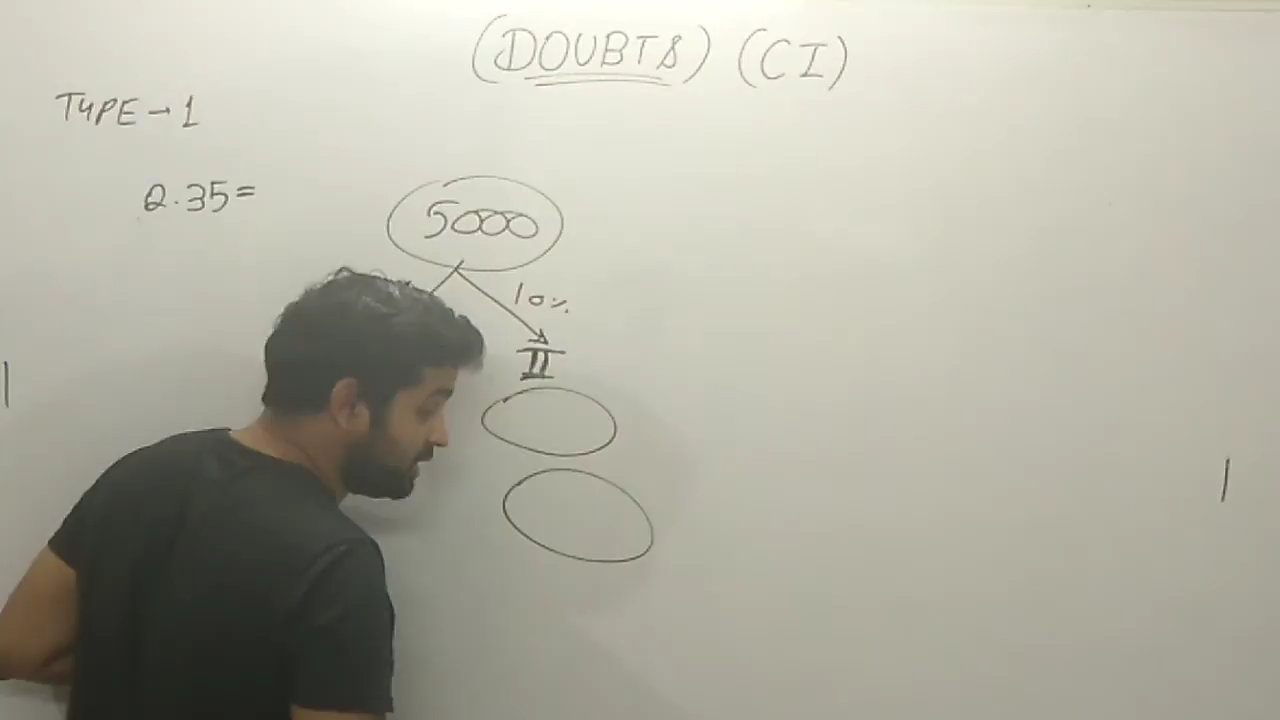 (DOUBTS) (CI)
TYPE → 1
Q.35=
5000
10%
II